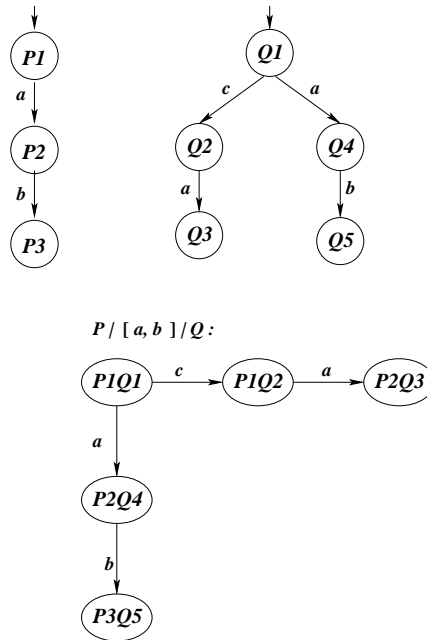 P1
Q1
a
c
a
P2
Q2
Q4
b
a
b
P3
Q3
Q5
P / [ a, b ] / Q :
P1Q1
c
P1Q2
a
P2Q3
a
P2Q4
b
P3Q5